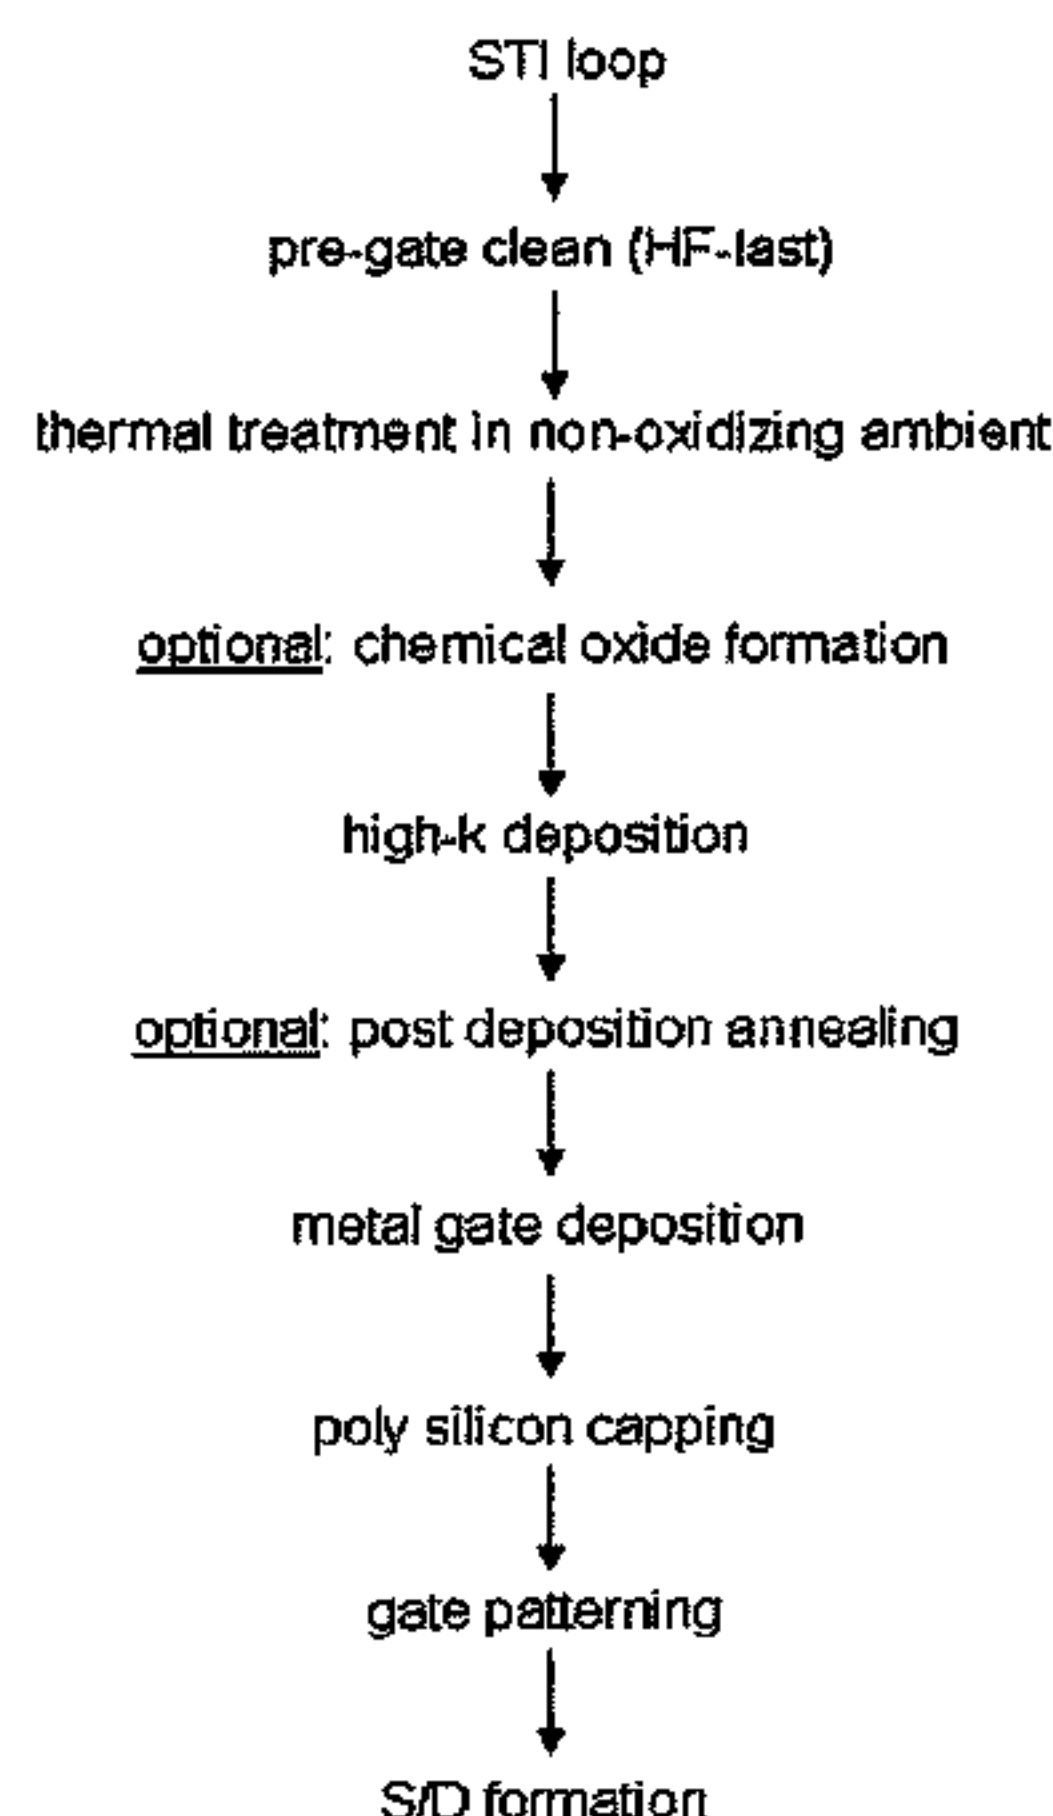 STI loop
pre-gate clean (HF-last)
thermal treatment in non-oxidizing ambient
optional: chemical oxide formation
high-k deposition
optional: post deposition annealing
metal gate deposition
poly silicon capping
gate patterning
S/D formation